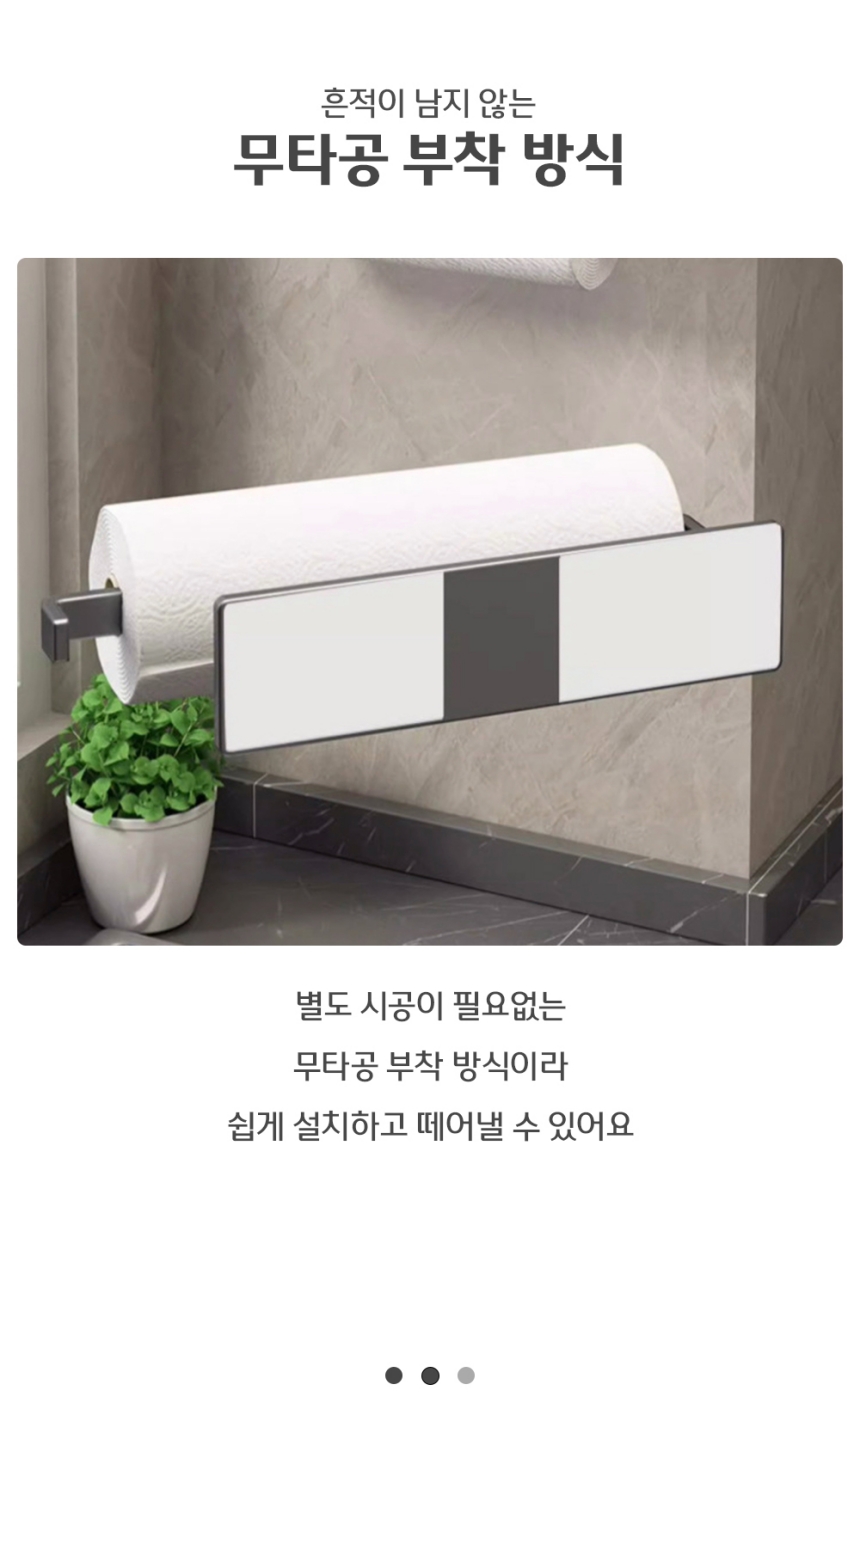 흔적이 남지 않는
무타공 부착 방식
별도 시공이 필요없는
무타공 부착 방식이라
쉽게 설치하고 떼어낼 수 있어요